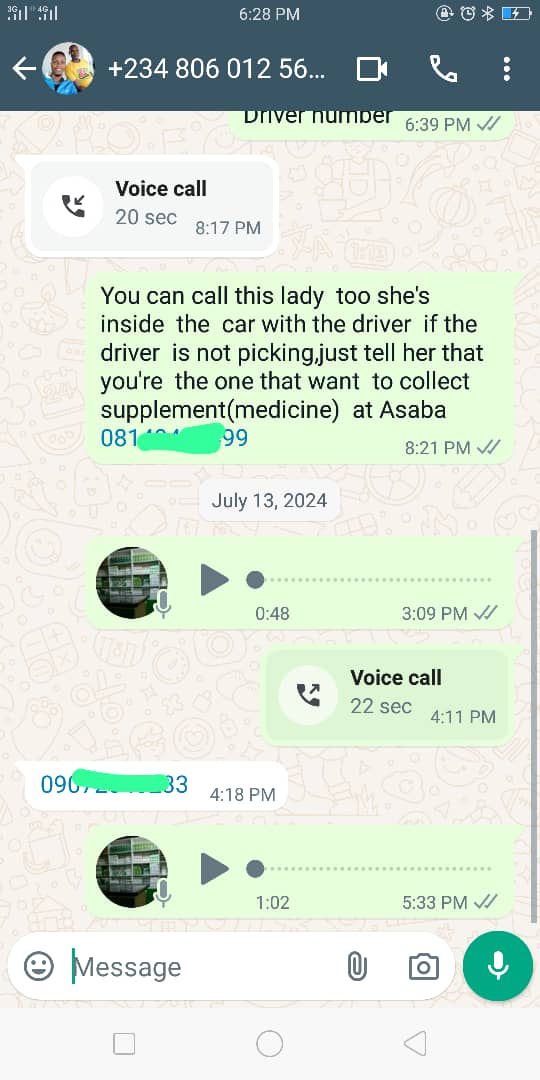 3G 4G 6:28 PM
+234 806 012 56...
Driver number 6:39 PM
Voice call
20 sec 8:17 PM
You can call this lady too she's
inside the car with the driver if the
driver is not picking,just tell her that
you're the one that want to collect
supplement(medicine) at Asaba
081 99 8:21 PM
July 13, 2024
0:48 3:09 PM
Voice call
22 sec 4:11 PM
090 33 4:18 PM
1:02 5:33 PM
Message